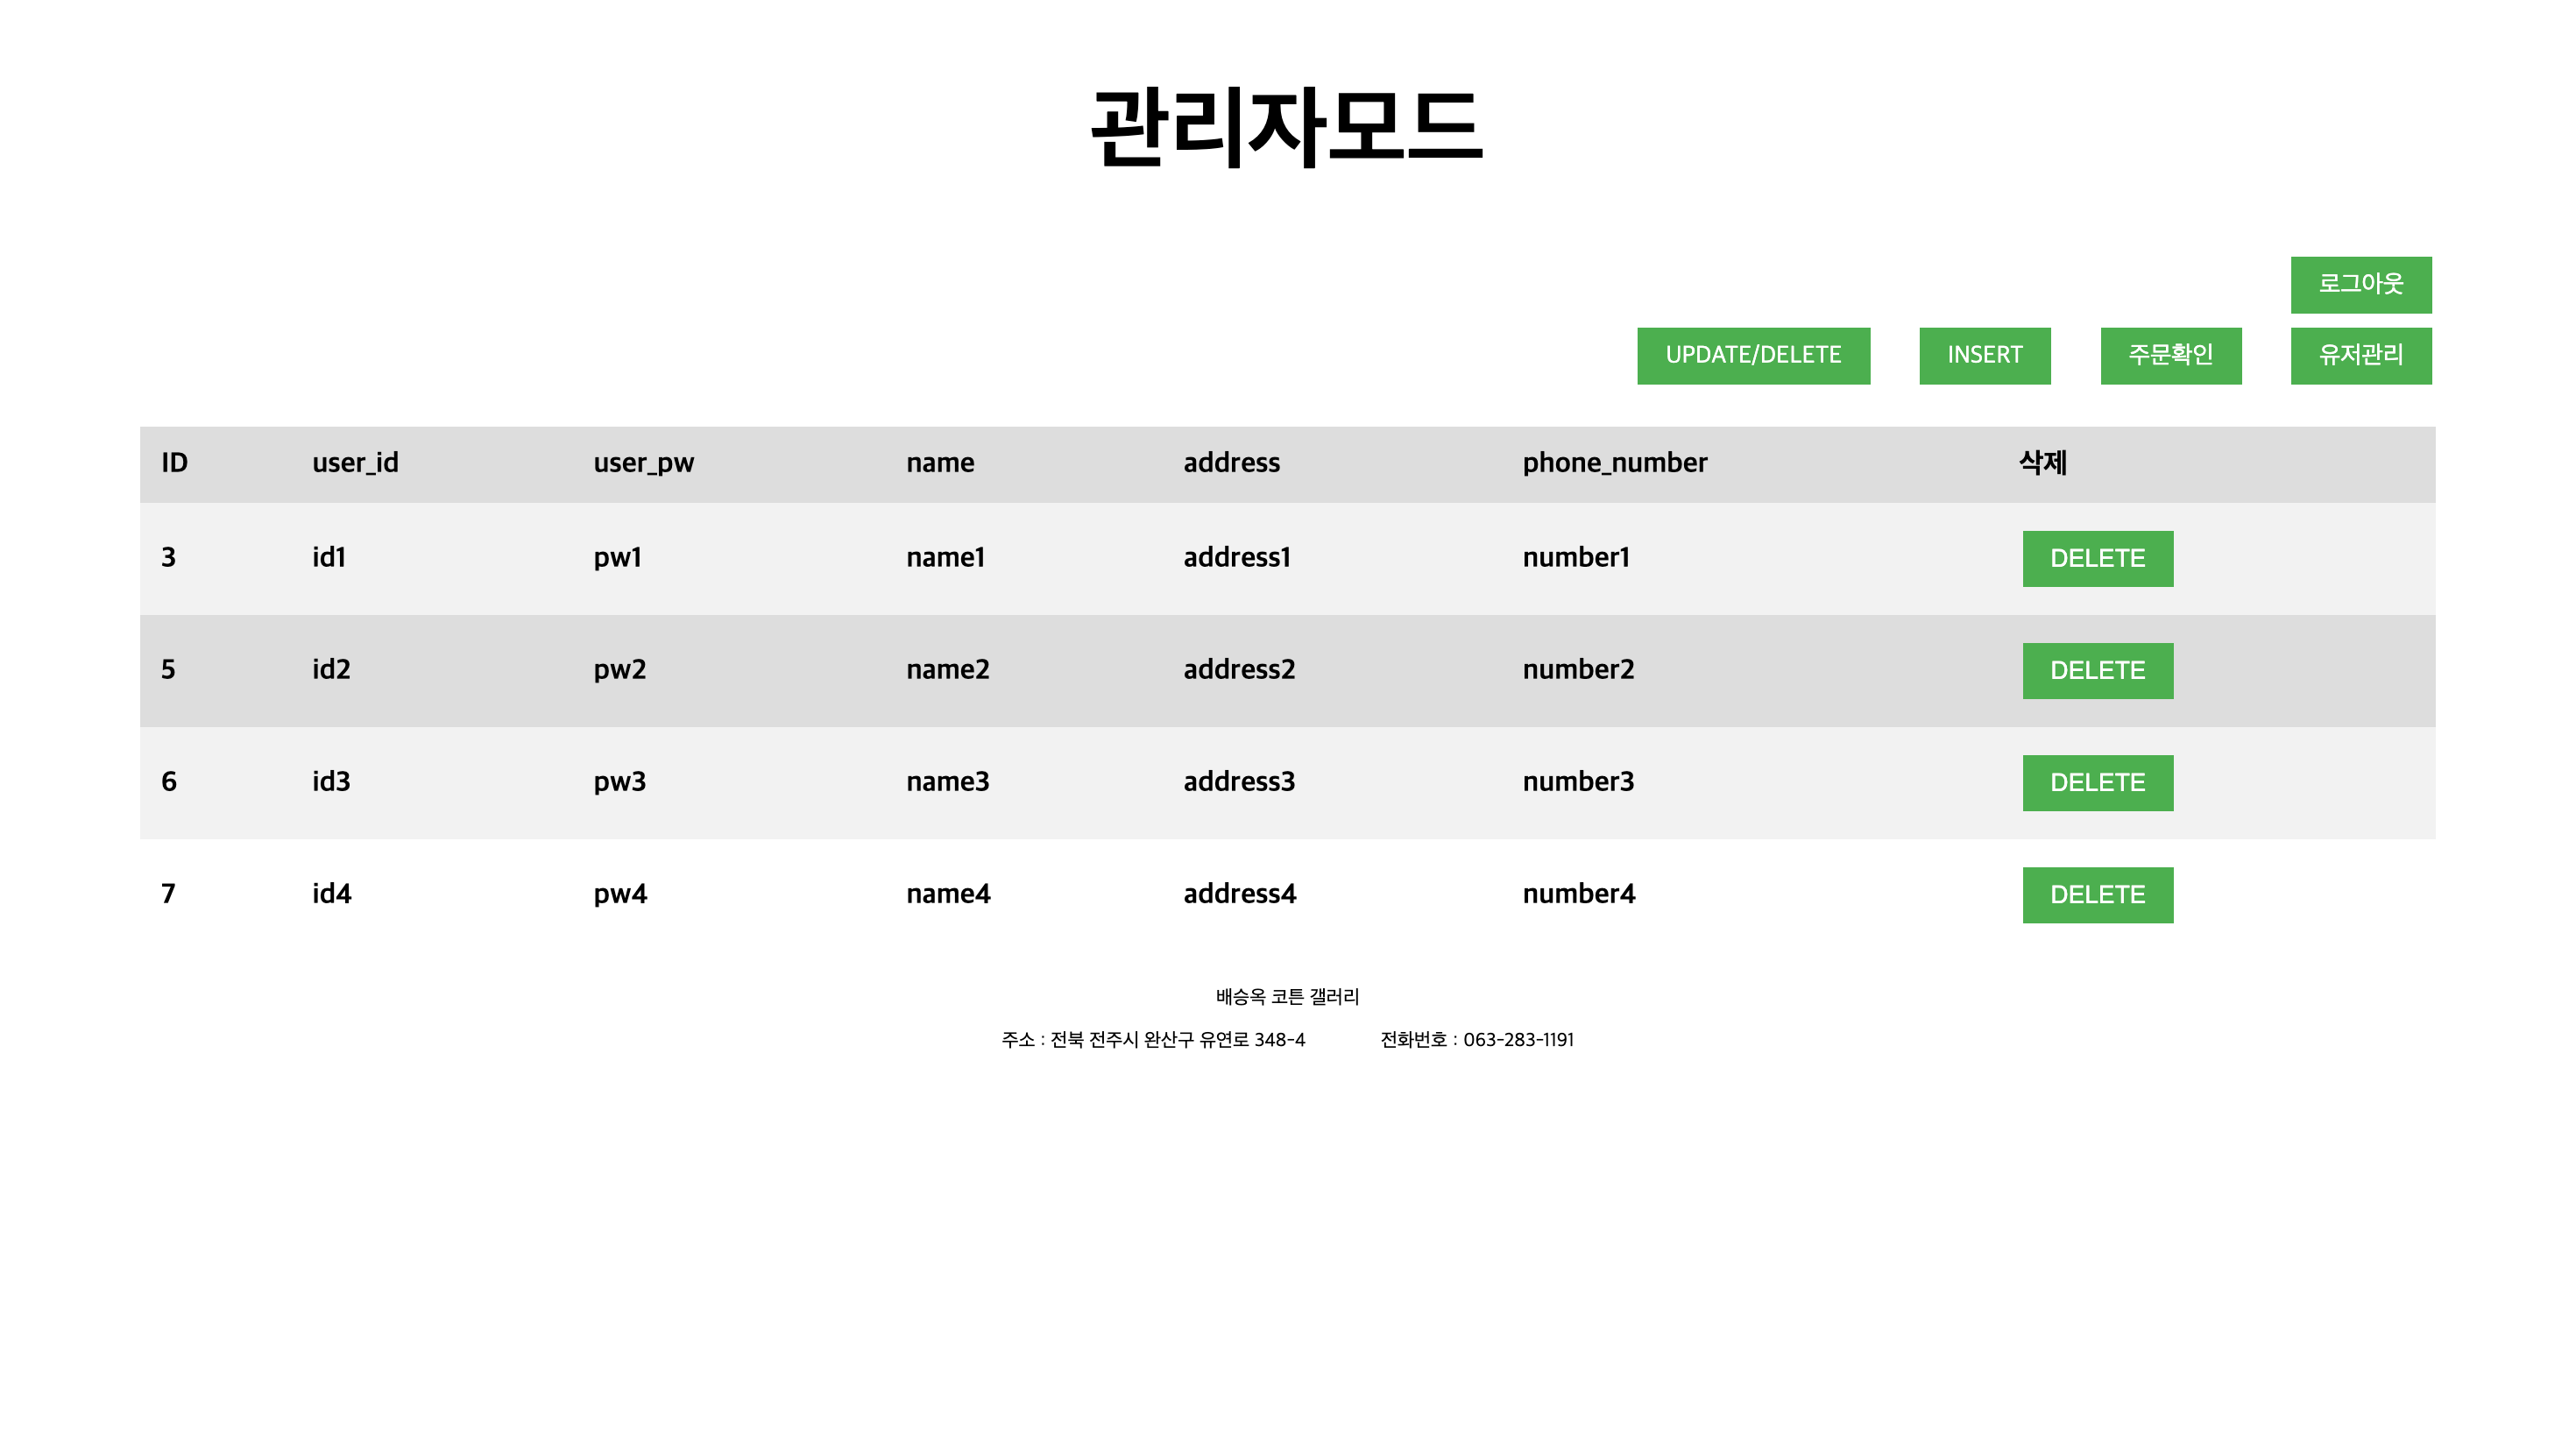 관리자모드
로그아웃
UPDATE/DELETE INSERT 주문확인 유저관리
ID user_id user_pw name address phone_number 삭제
3 id1 pw1 name1 address1 number1 DELETE
5 id2 pw2 name2 address2 number2 DELETE
6 id3 pw3 name3 address3 number3 DELETE
7 id4 pw4 name4 address4 number4 DELETE
배승옥 코튼 갤러리
주소 : 전북 전주시 완산구 유연로 348-4 전화번호 : 063-283-1191